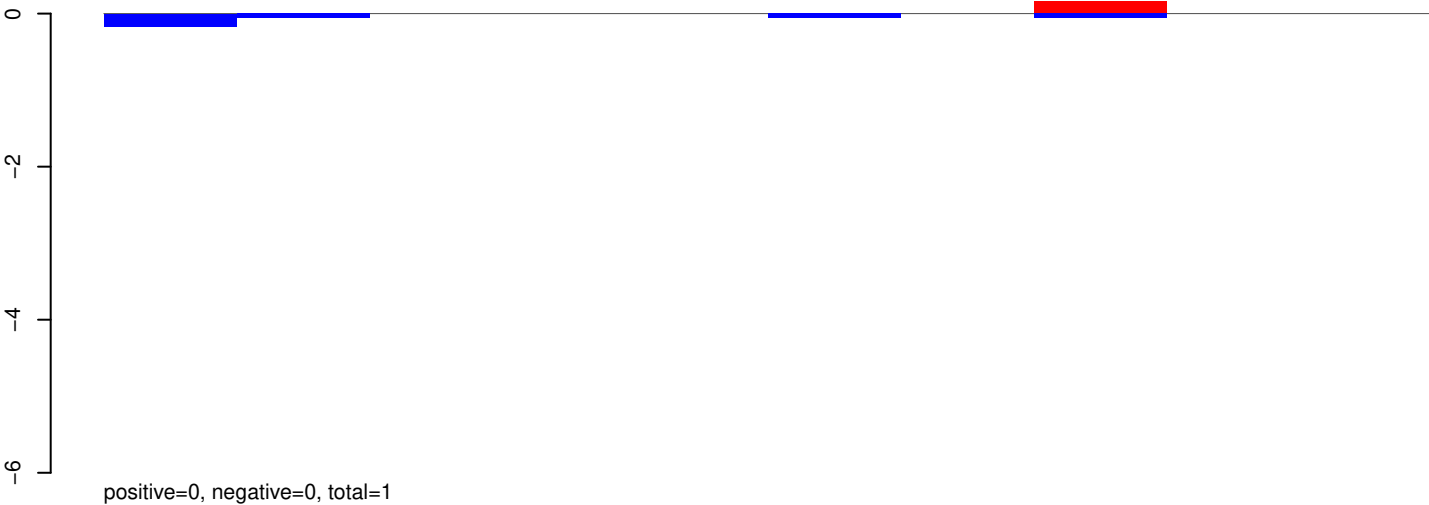 0
−2
−4
−6
positive=0, negative=0, total=1